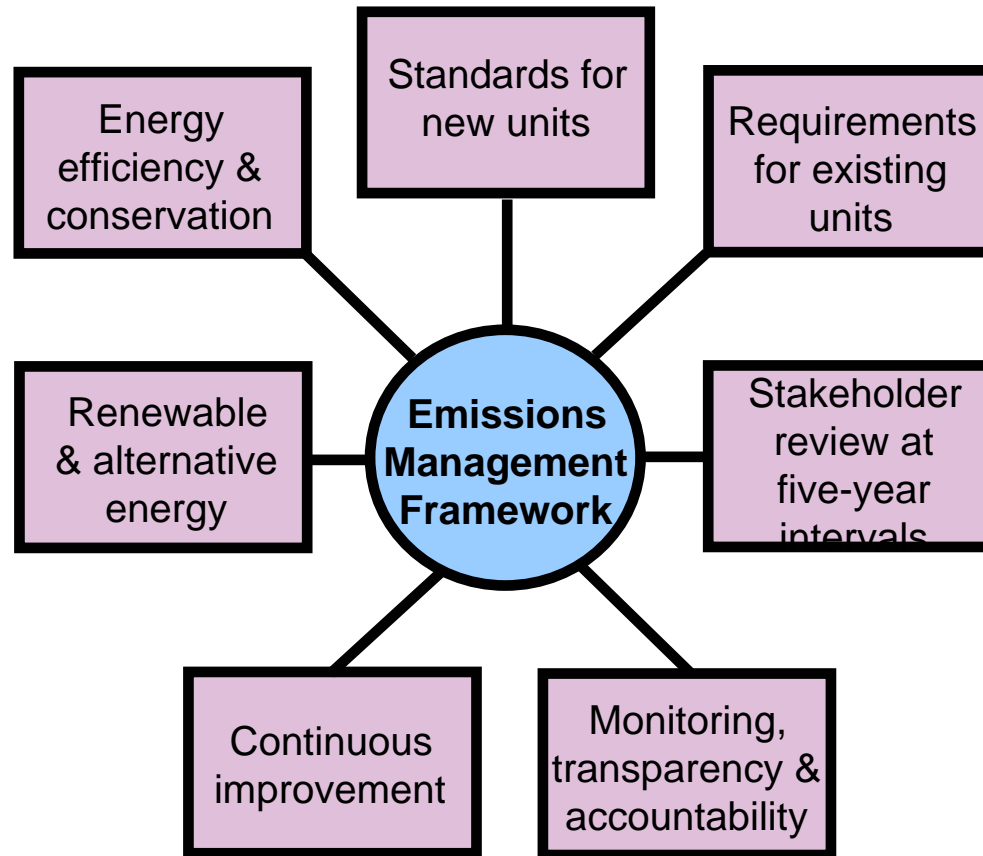 Standards for
new units
Energy
efficiency &
conservation
Requirements
for existing
units
Renewable
& alternative
energy
Emissions
Management
Framework
Stakeholder
review at
five-year
intervals
Continuous
improvement
Monitoring,
transparency &
accountability